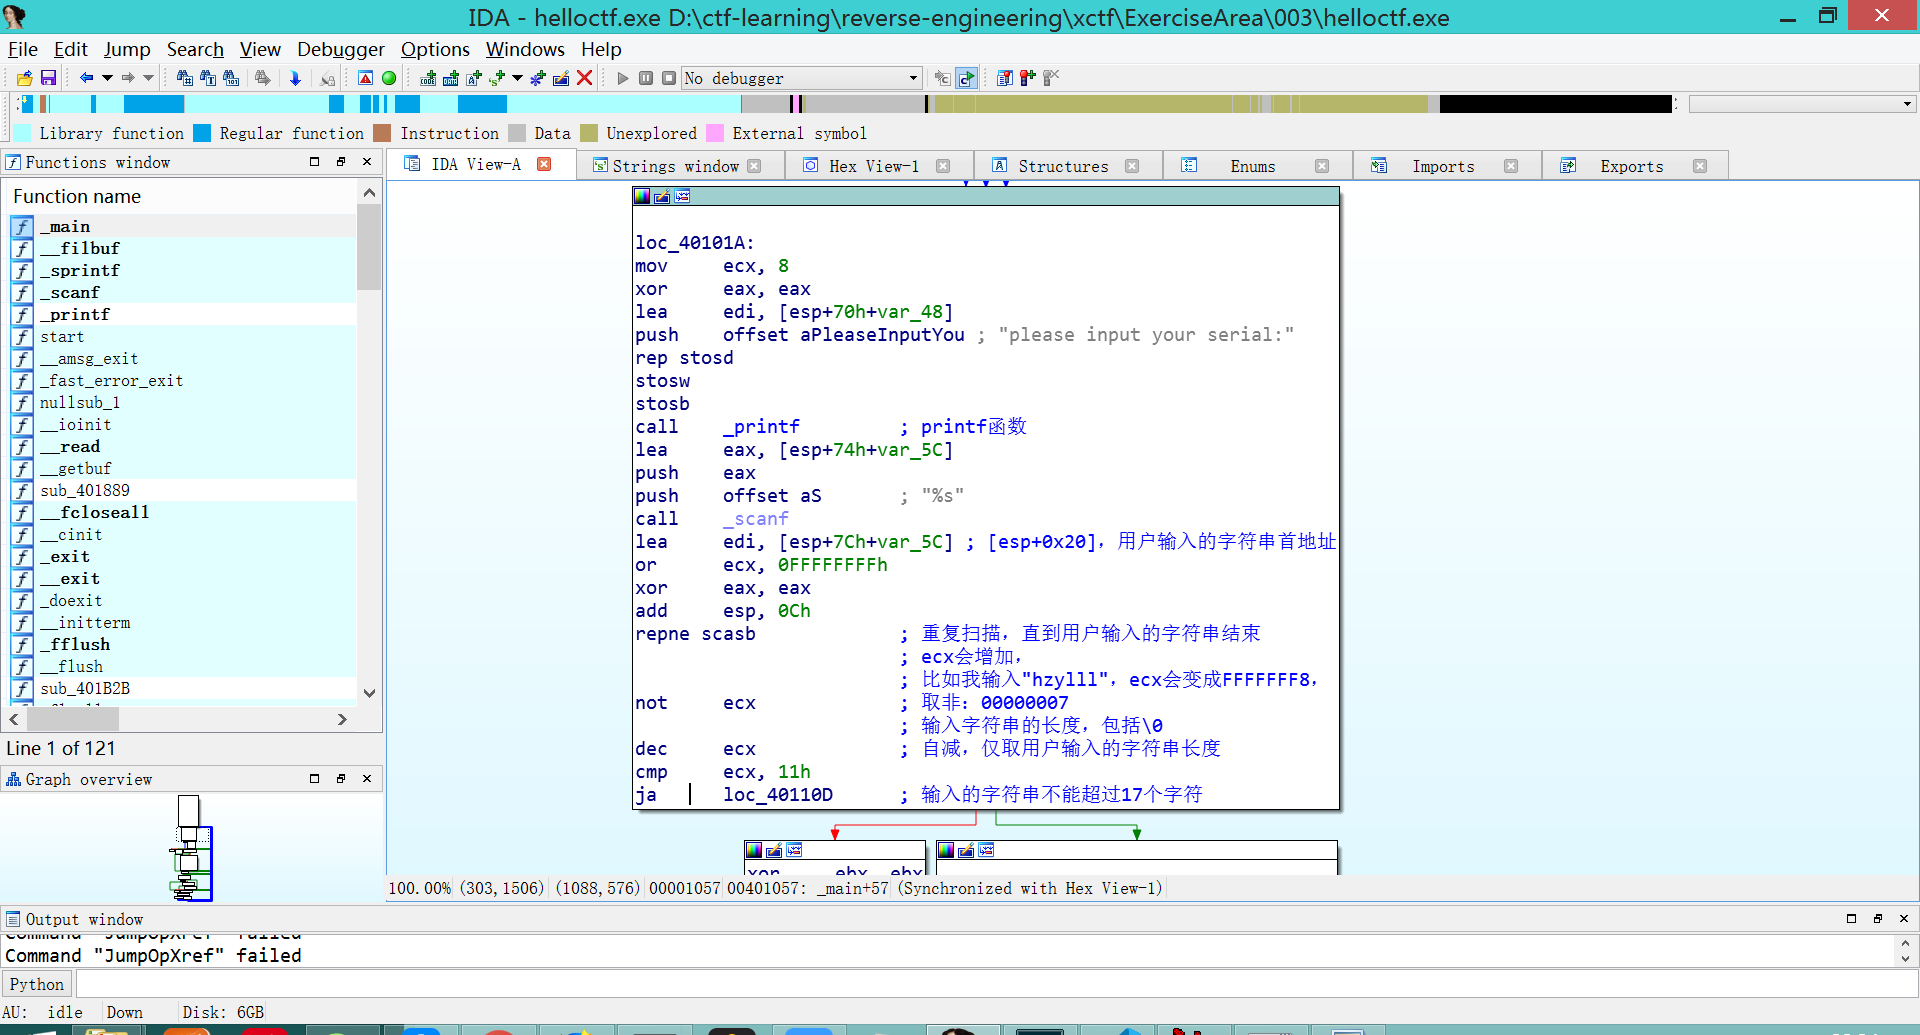 IDA - helloctf.exe D:\ctf-learning\reverse-engineering\xctf\ExerciseArea\003\helloctf.exe
File Edit Jump Search View Debugger Options Windows Help
No debugger
Library function Regular function Instruction Data Unexplored External symbol
Functions window
IDA View-A Strings window Hex View-1 Structures Enums Imports Exports
Function name
_main
__filbuf
_sprintf
_scanf
_printf
start
__amsg_exit
_fast_error_exit
nullsub_1
__ioinit
__read
__getbuf
sub_401889
__fcloseall
__cinit
_exit
__exit
_doexit
__initterm
_fflush
__flush
sub_401B2B
Line 1 of 121
Graph overview
loc_40101A:
mov ecx, 8
xor eax, eax
lea edi, [esp+70h+var_48]
push offset aPleaseInputYou ; "please input your serial:"
rep stosd
stosw
stosb
call _printf ; printf函数
lea eax, [esp+74h+var_5C]
push eax
push offset aS ; "%s"
call _scanf
lea edi, [esp+7Ch+var_5C] ; [esp+0x20], 用户输入的字符串首地址
or ecx, 0FFFFFFFFh
xor eax, eax
add esp, 0Ch
repne scasb ; 重复扫描，直到用户输入的字符串结束
; ecx会增加，
; 比如我输入"hzylll"，ecx会变成FFFFFFF8，
not ecx ; 取非：00000007
; 输入字符串的长度，包括\0
dec ecx ; 自减，仅取用户输入的字符串长度
cmp ecx, 11h
ja loc_40110D ; 输入的字符串不能超过17个字符
xor ebx, ebx
100.00% (303,1506) (1088,576) 00001057 00401057: _main+57 (Synchronized with Hex View-1)
Output window
Command "JumpOpXref" failed
Command "JumpOpXref" failed
Python
AU: idle Down Disk: 6GB